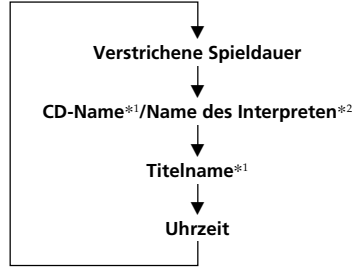 Verstrichene Spieldauer
CD-Name*1/Name des Interpreten*2
Titelname*1
Uhrzeit